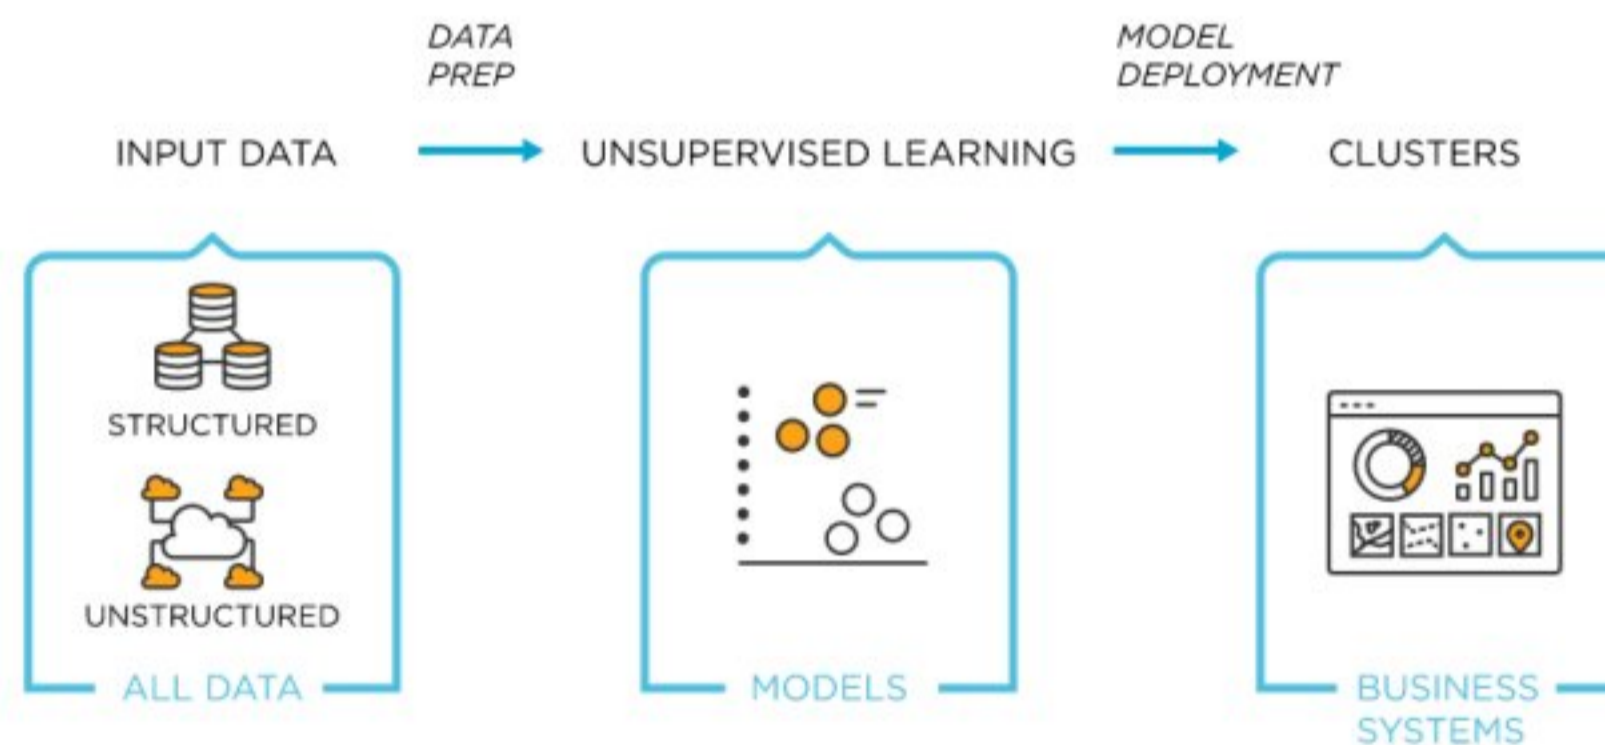 DATA
PREP
MODEL
DEPLOYMENT
INPUT DATA
UNSUPERVISED LEARNING
CLUSTERS
STRUCTURED
UNSTRUCTURED
ALL DATA
MODELS
BUSINESS
SYSTEMS